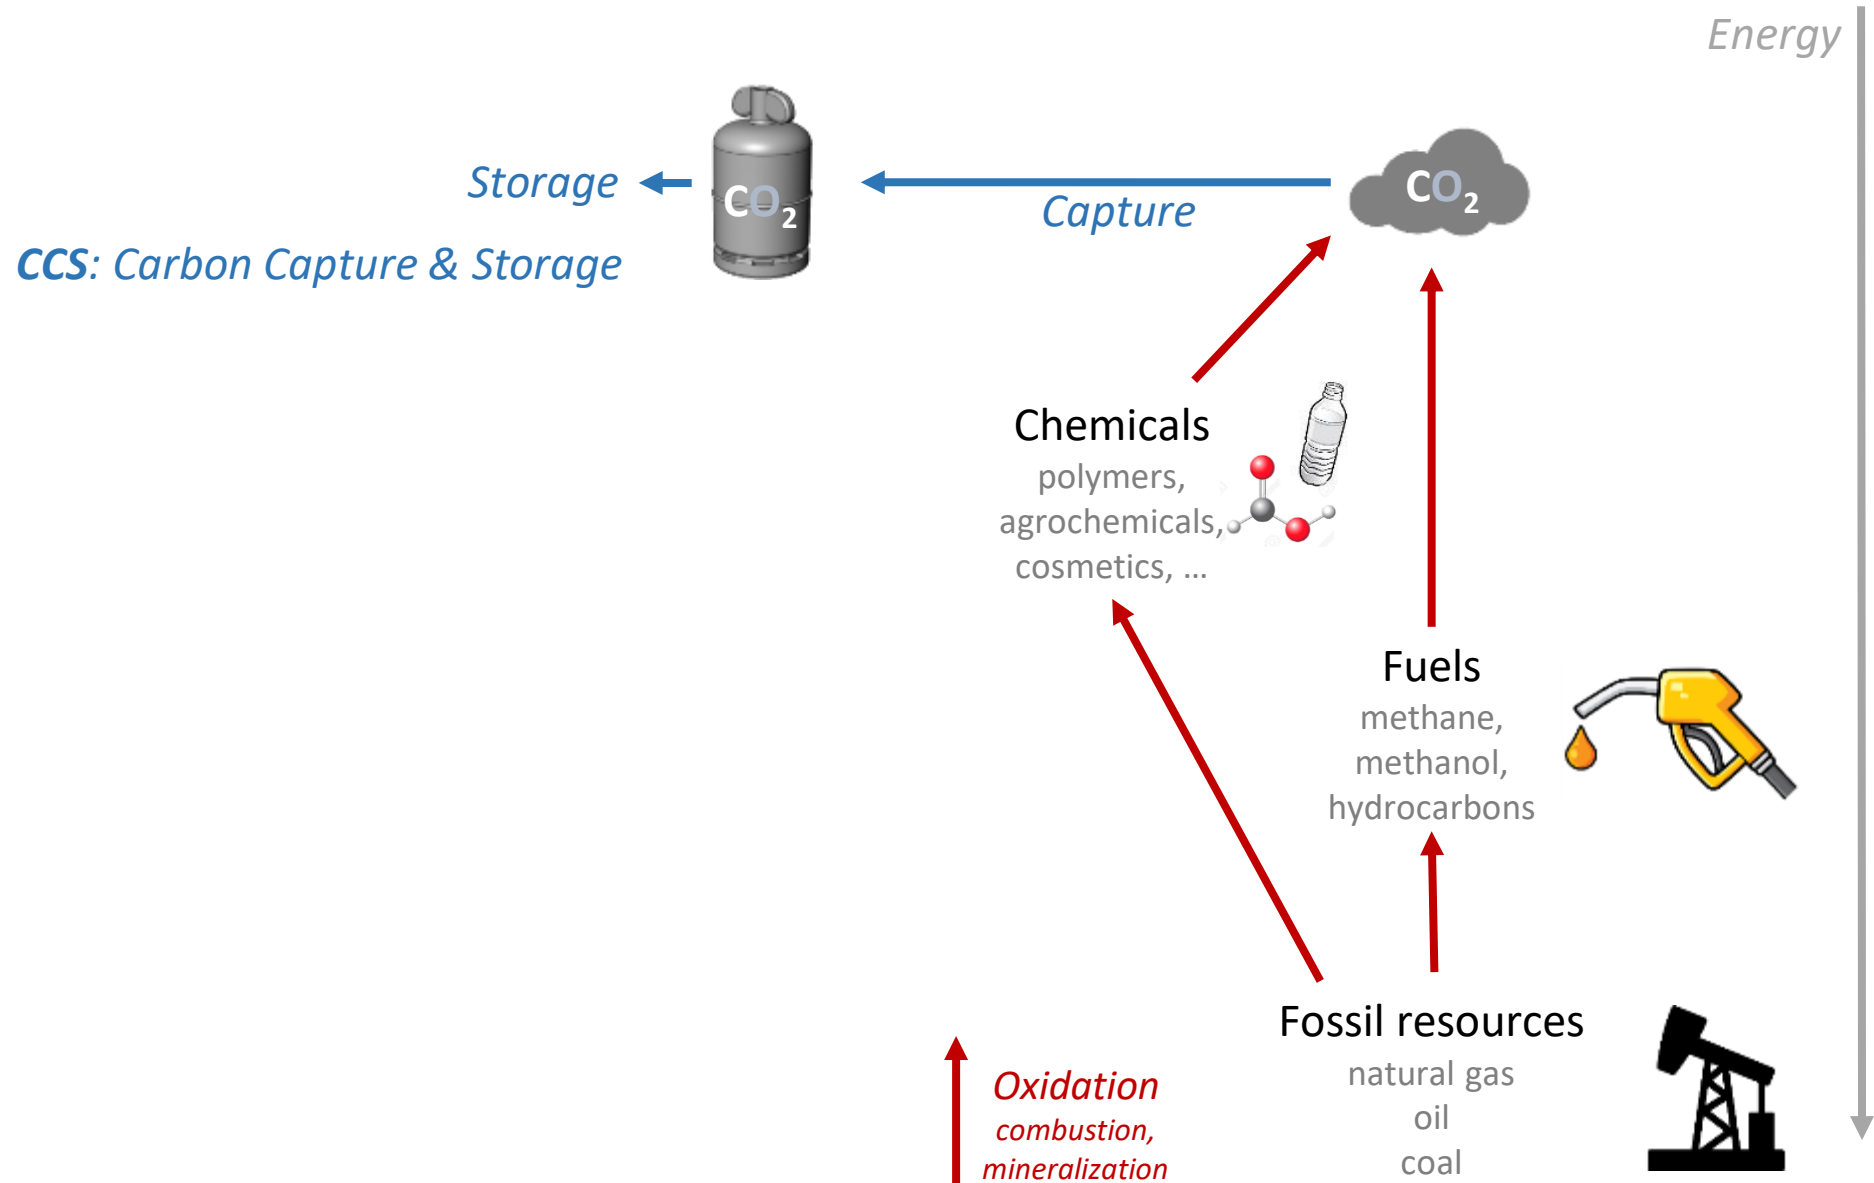 Energy
CO2
CO2
Storage
Capture
CCS: Carbon Capture & Storage
Chemicals
polymers,
agrochemicals,
cosmetics, ...
Fuels
methane,
methanol,
hydrocarbons
Fossil resources
natural gas
oil
coal
Oxidation
combustion,
mineralization